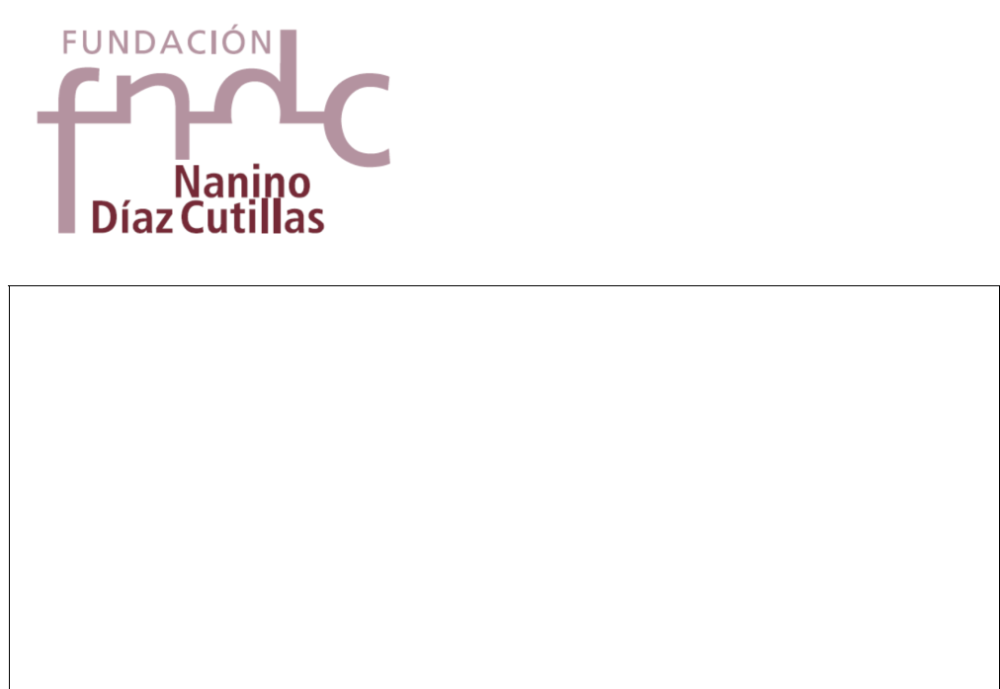 FUNDACIÓN
fndc
Nanino
Díaz Cutillas